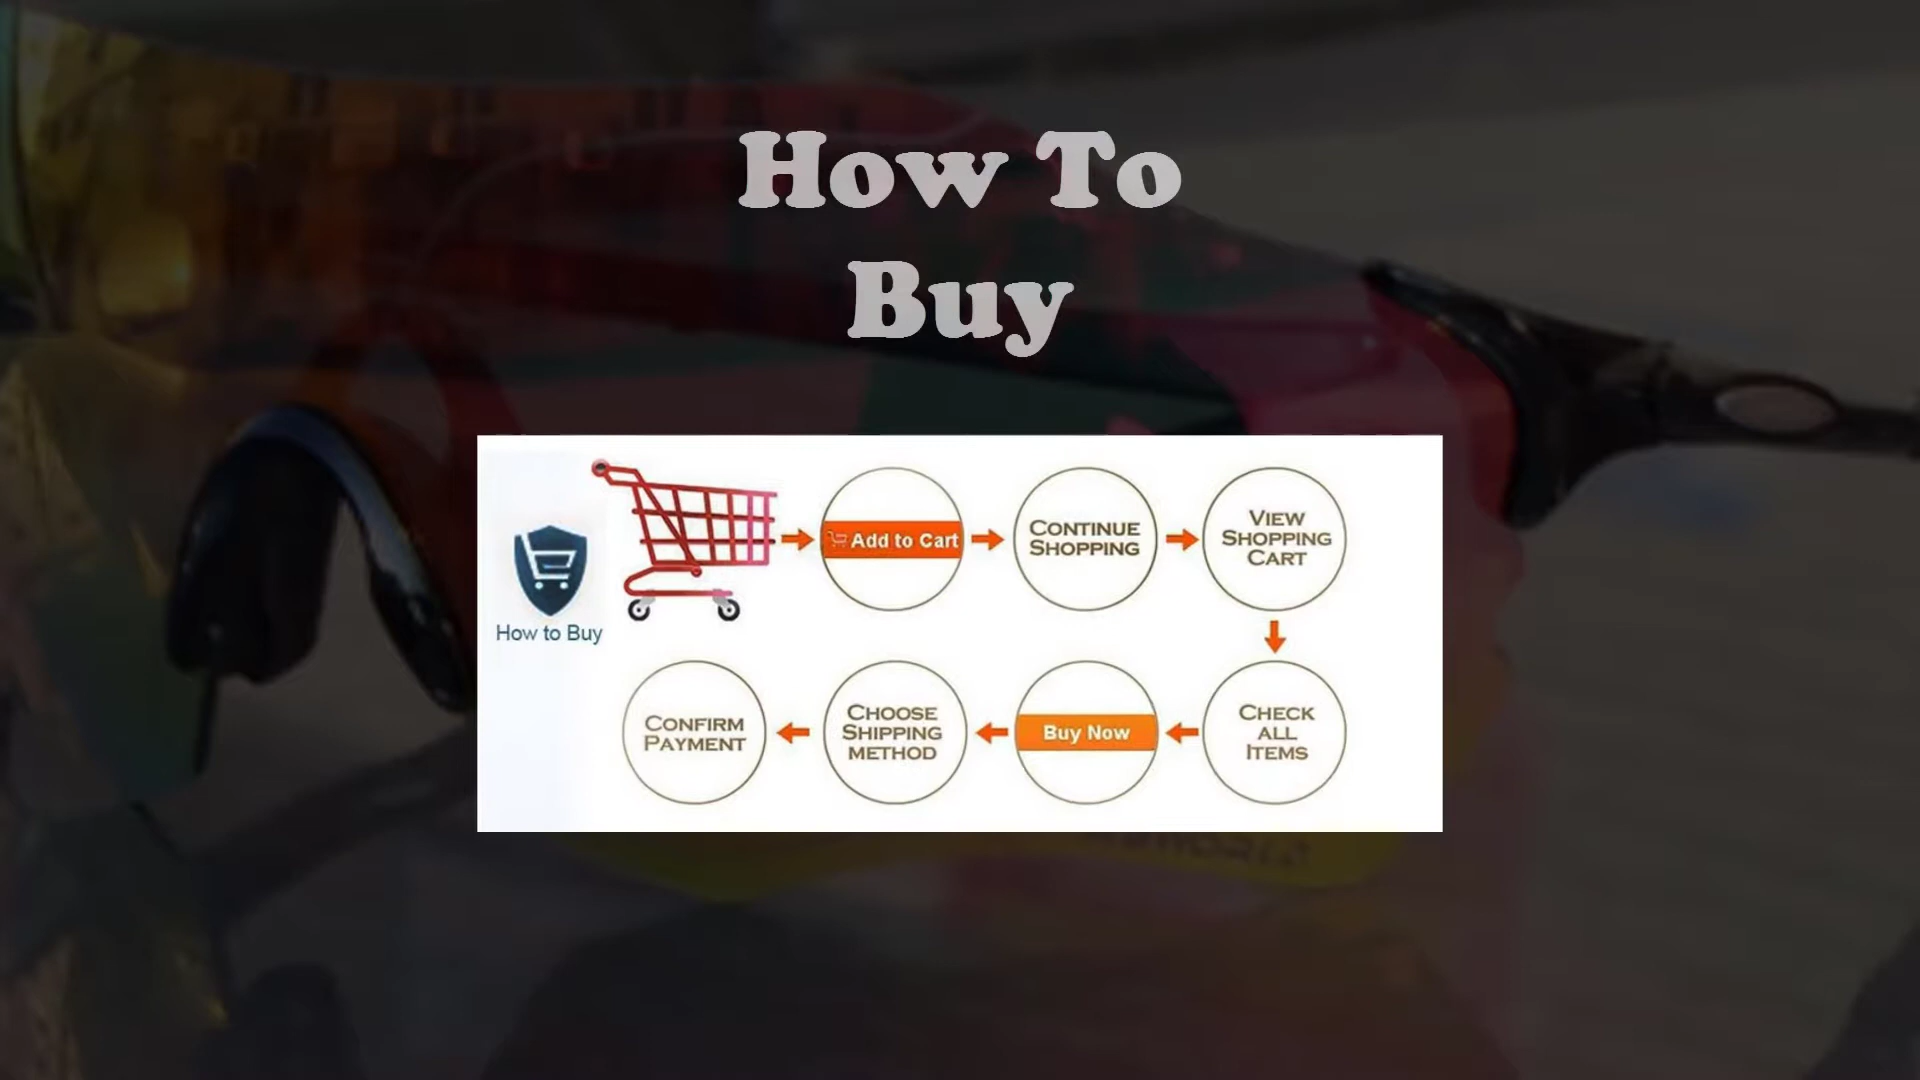 How To
Buy
How to Buy
Add to Cart
CONTINUE
SHOPPING
VIEW
SHOPPING
CART
CHECK
ALL
ITEMS
Buy Now
CHOOSE
SHIPPING
METHOD
CONFIRM
PAYMENT